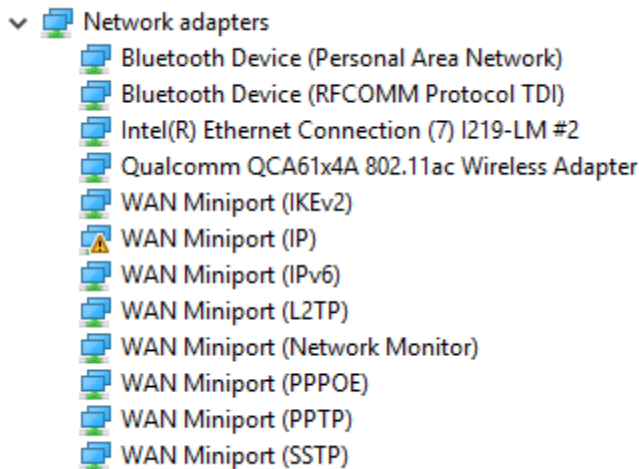 Network adapters
Bluetooth Device (Personal Area Network)
Bluetooth Device (RFCOMM Protocol TDI)
Intel(R) Ethernet Connection (7) I219-LM #2
Qualcomm QCA61x4A 802.11ac Wireless Adapter
WAN Miniport (IKEv2)
WAN Miniport (IP)
WAN Miniport (IPv6)
WAN Miniport (L2TP)
WAN Miniport (Network Monitor)
WAN Miniport (PPPOE)
WAN Miniport (PPTP)
WAN Miniport (SSTP)